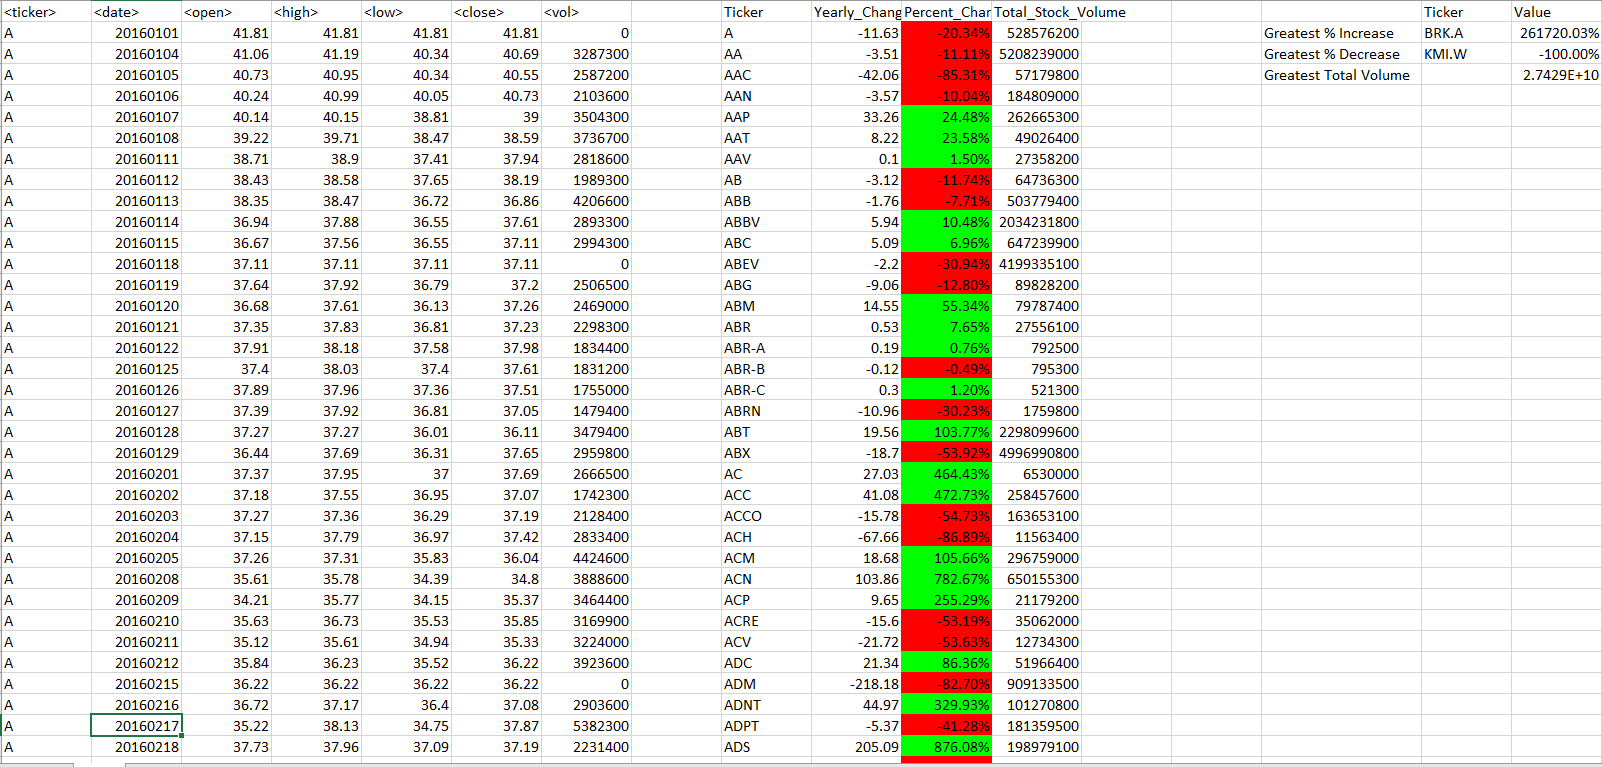 <ticker> <date> <open> <high> <low> <close> <vol> Ticker Yearly_Chang Percent_Char Total_Stock_Volume Ticker Value
A 20160101 41.81 41.81 41.81 41.81 0 A -11.63 -20.34% 528576200 Greatest % Increase BRK.A 261720.03%
A 20160104 41.06 41.19 40.34 40.69 3287300 AA -3.51 -11.11% 5208239000 Greatest % Decrease KMI.W -100.00%
A 20160105 40.73 40.95 40.34 40.55 2587200 AAC -42.06 -85.31% 57179800 Greatest Total Volume 2.7429E+10
A 20160106 40.24 40.99 40.05 40.73 2103600 AAN -3.57 -10.04% 184809000
A 20160107 40.14 40.15 38.81 39 3504300 AAP 33.26 24.48% 262665300
A 20160108 39.22 39.71 38.47 38.59 3736700 AAT 8.22 23.58% 49026400
A 20160111 38.71 38.9 37.41 37.94 2818600 AAV 0.1 1.50% 27358200
A 20160112 38.43 38.58 37.65 38.19 1989300 AB -3.12 -11.74% 64736300
A 20160113 38.35 38.47 36.72 36.86 4206600 ABB -1.76 -7.71% 503779400
A 20160114 36.94 37.88 36.55 37.61 2893300 ABBV 5.94 10.48% 2034231800
A 20160115 36.67 37.56 36.55 37.11 2994300 ABC 5.09 6.96% 647239900
A 20160118 37.11 37.11 37.11 37.11 0 ABEV -2.2 -30.94% 4199335100
A 20160119 37.64 37.92 36.79 37.2 2506500 ABG -9.06 -12.80% 89828200
A 20160120 36.68 37.61 36.13 37.26 2469000 ABM 14.55 55.34% 79787400
A 20160121 37.35 37.83 36.81 37.23 2298300 ABR 0.53 7.65% 27556100
A 20160122 37.91 38.18 37.58 37.98 1834400 ABR-A 0.19 0.76% 792500
A 20160125 37.4 38.03 37.4 37.61 1831200 ABR-B -0.12 -0.49% 795300
A 20160126 37.89 37.96 37.36 37.51 1755000 ABR-C 0.3 1.20% 521300
A 20160127 37.39 37.92 36.81 37.05 1479400 ABRN -10.96 -30.23% 1759800
A 20160128 37.27 37.27 36.01 36.11 3479400 ABT 19.56 103.77% 2298099600
A 20160129 36.44 37.69 36.31 37.65 2959800 ABX -18.7 -53.92% 4996990800
A 20160201 37.37 37.95 37 37.69 2666500 AC 27.03 464.43% 6530000
A 20160202 37.18 37.55 36.95 37.07 1742300 ACC 41.08 472.73% 258457600
A 20160203 37.27 37.36 36.29 37.19 2128400 ACCO -15.78 -54.73% 163653100
A 20160204 37.15 37.79 36.97 37.42 2833400 ACH -67.66 -86.89% 11563400
A 20160205 37.26 37.31 35.83 36.04 4424600 ACM 18.68 105.66% 296759000
A 20160208 35.61 35.78 34.39 34.8 3888600 ACN 103.86 782.67% 650155300
A 20160209 34.21 35.77 34.15 35.37 3464400 ACP 9.65 255.29% 21179200
A 20160210 35.63 36.73 35.53 35.85 3169900 ACRE -15.6 -53.19% 35062000
A 20160211 35.12 35.61 34.94 35.33 3224000 ACV -21.72 -53.63% 12734300
A 20160212 35.84 36.23 35.52 36.22 3923600 ADC 21.34 86.36% 51966400
A 20160215 36.22 36.22 36.22 36.22 0 ADM -218.18 -82.70% 909133500
A 20160216 36.72 37.17 36.4 37.08 2903600 ADNT 44.97 329.93% 101270800
A 20160217 35.22 38.13 34.75 37.87 5382300 ADPT -5.37 -41.28% 181359500
A 20160218 37.73 37.96 37.09 37.19 2231400 ADS 205.09 876.08% 198979100